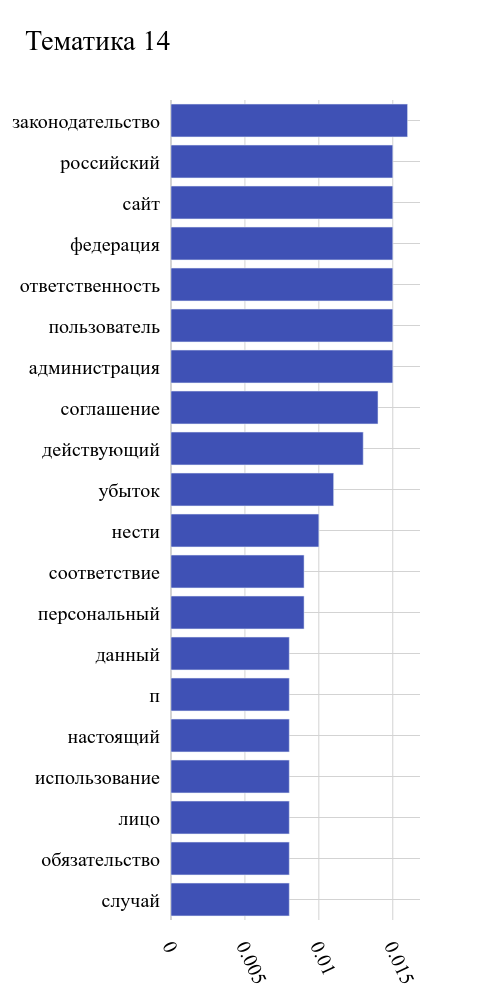 Тематика 14
законодательство
российский
сайт
федерация
ответственность
пользователь
администрация
соглашение
действующий
убыток
нести
соответствие
персональный
данный
п
настоящий
использование
лицо
обязательство
случай
0
0.005
0.01
0.015